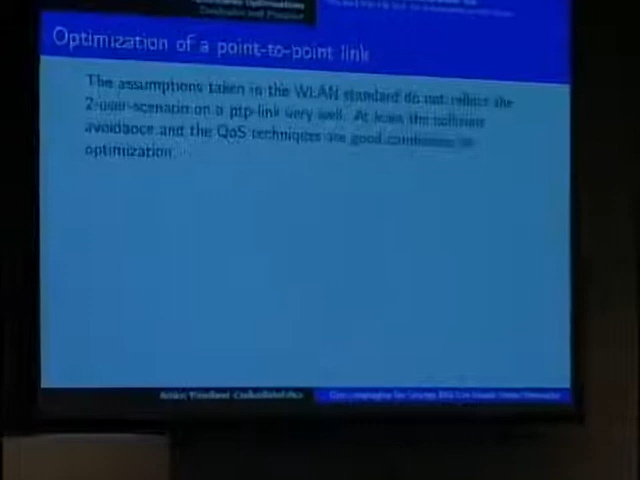 Optimization of a point-to-point link
The assumptions taken in the WLAN standard do not reflect the
2-user-scenario on a ptp-link very well. At least the collision
avoidance and the QoS techniques are good candidates for
optimization.